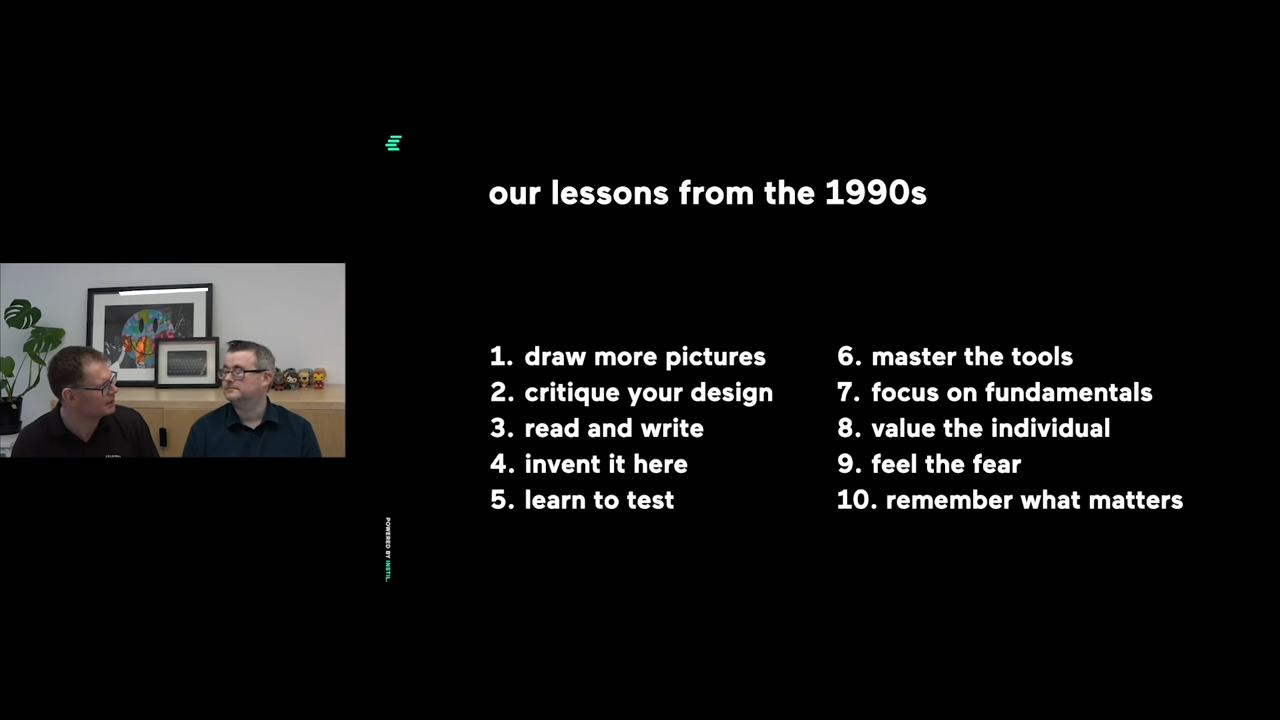 our lessons from the 1990s
1. draw more pictures
2. critique your design
3. read and write
4. invent it here
5. learn to test
6. master the tools
7. focus on fundamentals
8. value the individual
9. feel the fear
10. remember what matters
POWERED BY INSTIL.